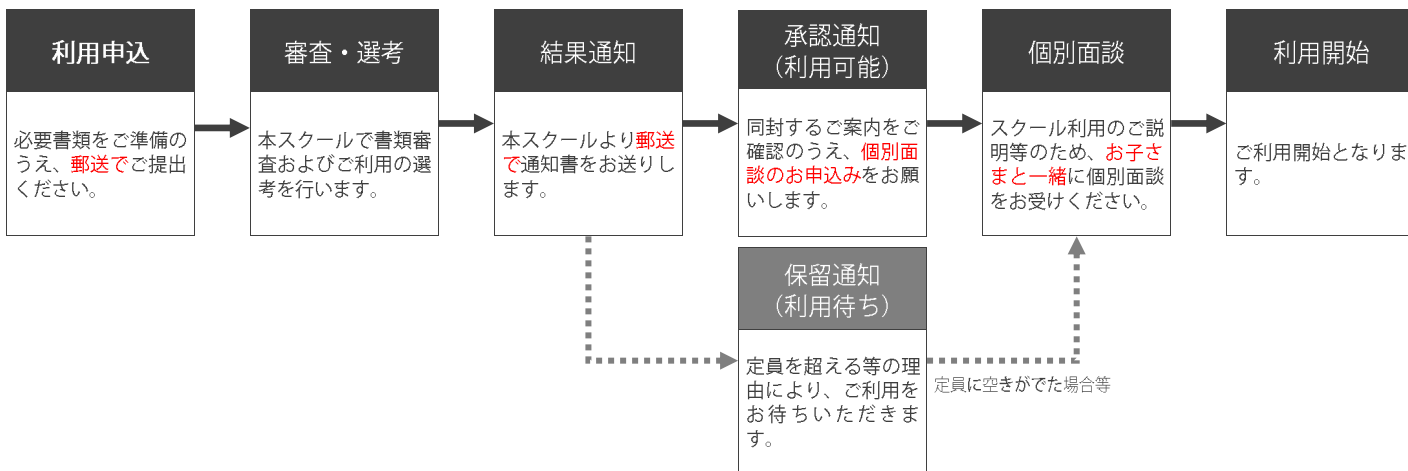 利用申込
必要書類をご準備の
うえ、郵送でご提出
ください。
審査・選考
本スクールで書類審
査およびご利用の選
考を行います。
結果通知
本スクールより郵送
で通知書をお送りし
ます。
承認通知
（利用可能）
同封するご案内をご
確認のうえ、個別面
談のお申込みをお願
いします。
個別面談
スクール利用のご説
明等のため、お子さ
まと一緒に個別面談
をお受けください。
利用開始
ご利用開始となりま
す。
保留通知
（利用待ち）
定員を超える等の理
由により、ご利用を
お待ちいただきま
す。
定員に空きがでた場合等